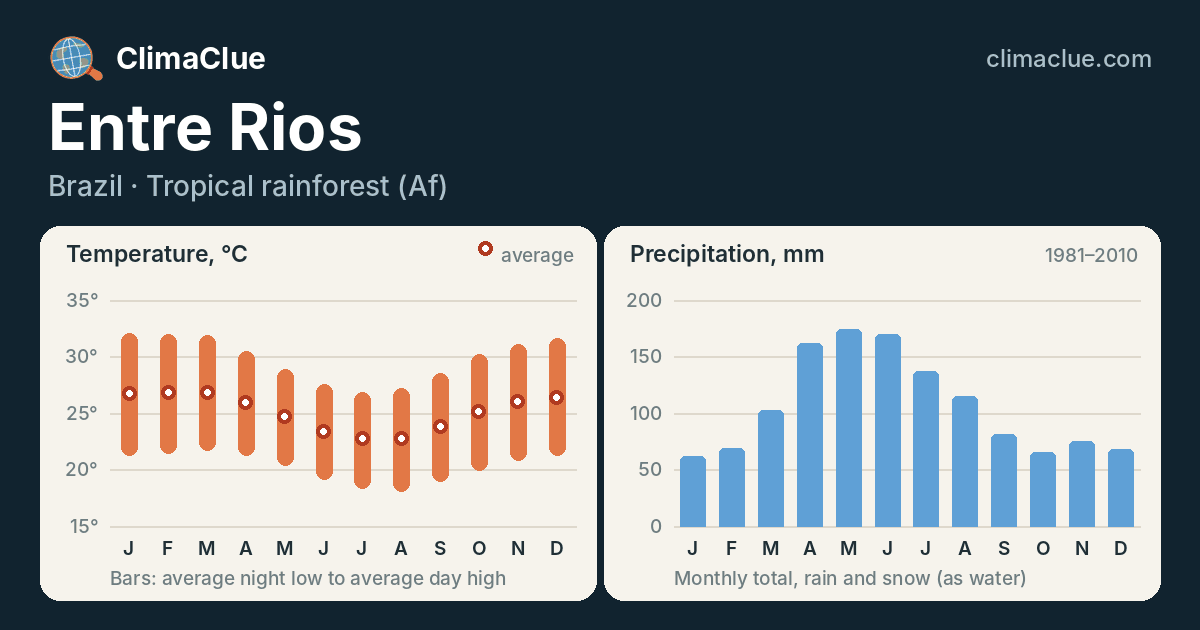 ClimaClue
climaclue.com
Entre Rios
Brazil · Tropical rainforest (Af)
Temperature, °C
average
35°
30°
25°
20°
15°
J F M A M J J A S O N D
Bars: average night low to average day high
Precipitation, mm
1981–2010
200
150
100
50
0
J F M A M J J A S O N D
Monthly total, rain and snow (as water)